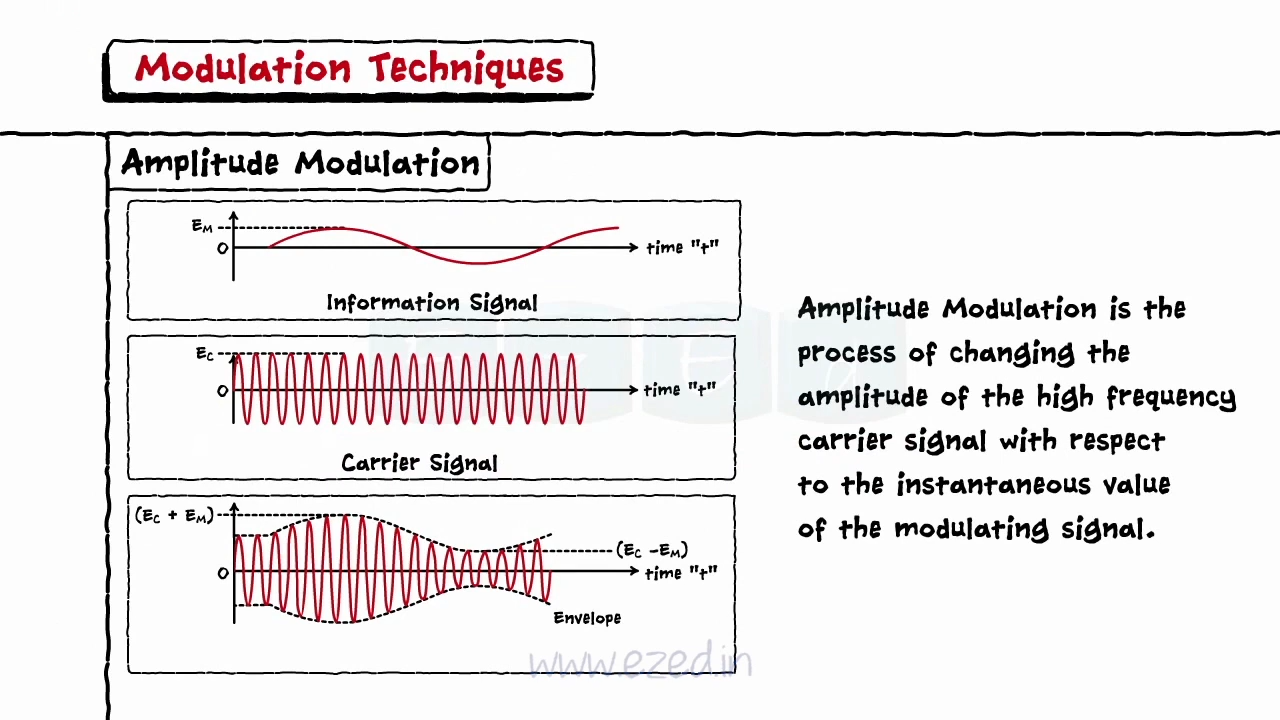 Modulation Techniques
Amplitude Modulation
EM
0
time "t"
Information Signal
EC
0
time "t"
Carrier Signal
(EC + EM)
(EC -EM)
0
time "t"
Envelope
Amplitude Modulation is the
process of changing the
amplitude of the high frequency
carrier signal with respect
to the instantaneous value
of the modulating signal.
www.ezed.in